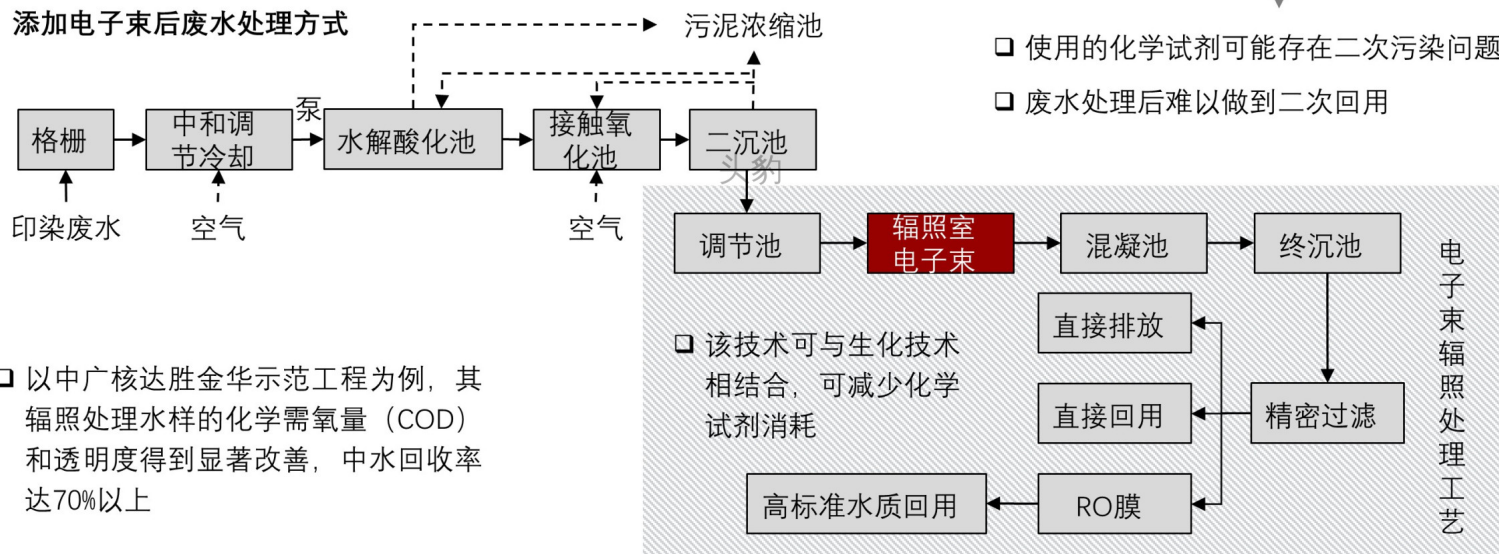 添加电子束后废水处理方式
污泥浓缩池
使用的化学试剂可能存在二次污染问题
废水处理后难以做到二次回用
格栅
中和调
节冷却
泵
水解酸化池
接触氧
化池
二沉池
头豹
印染废水
空气
空气
调节池
辐照室
电子束
混凝池
终沉池
电子束辐照处理工艺
直接排放
该技术可与生化技术
相结合，可减少化学
试剂消耗
直接回用
精密过滤
高标准水质回用
RO膜
以中广核达胜金华示范工程为例，其
辐照处理水样的化学需氧量（COD）
和透明度得到显著改善，中水回收率
达70%以上